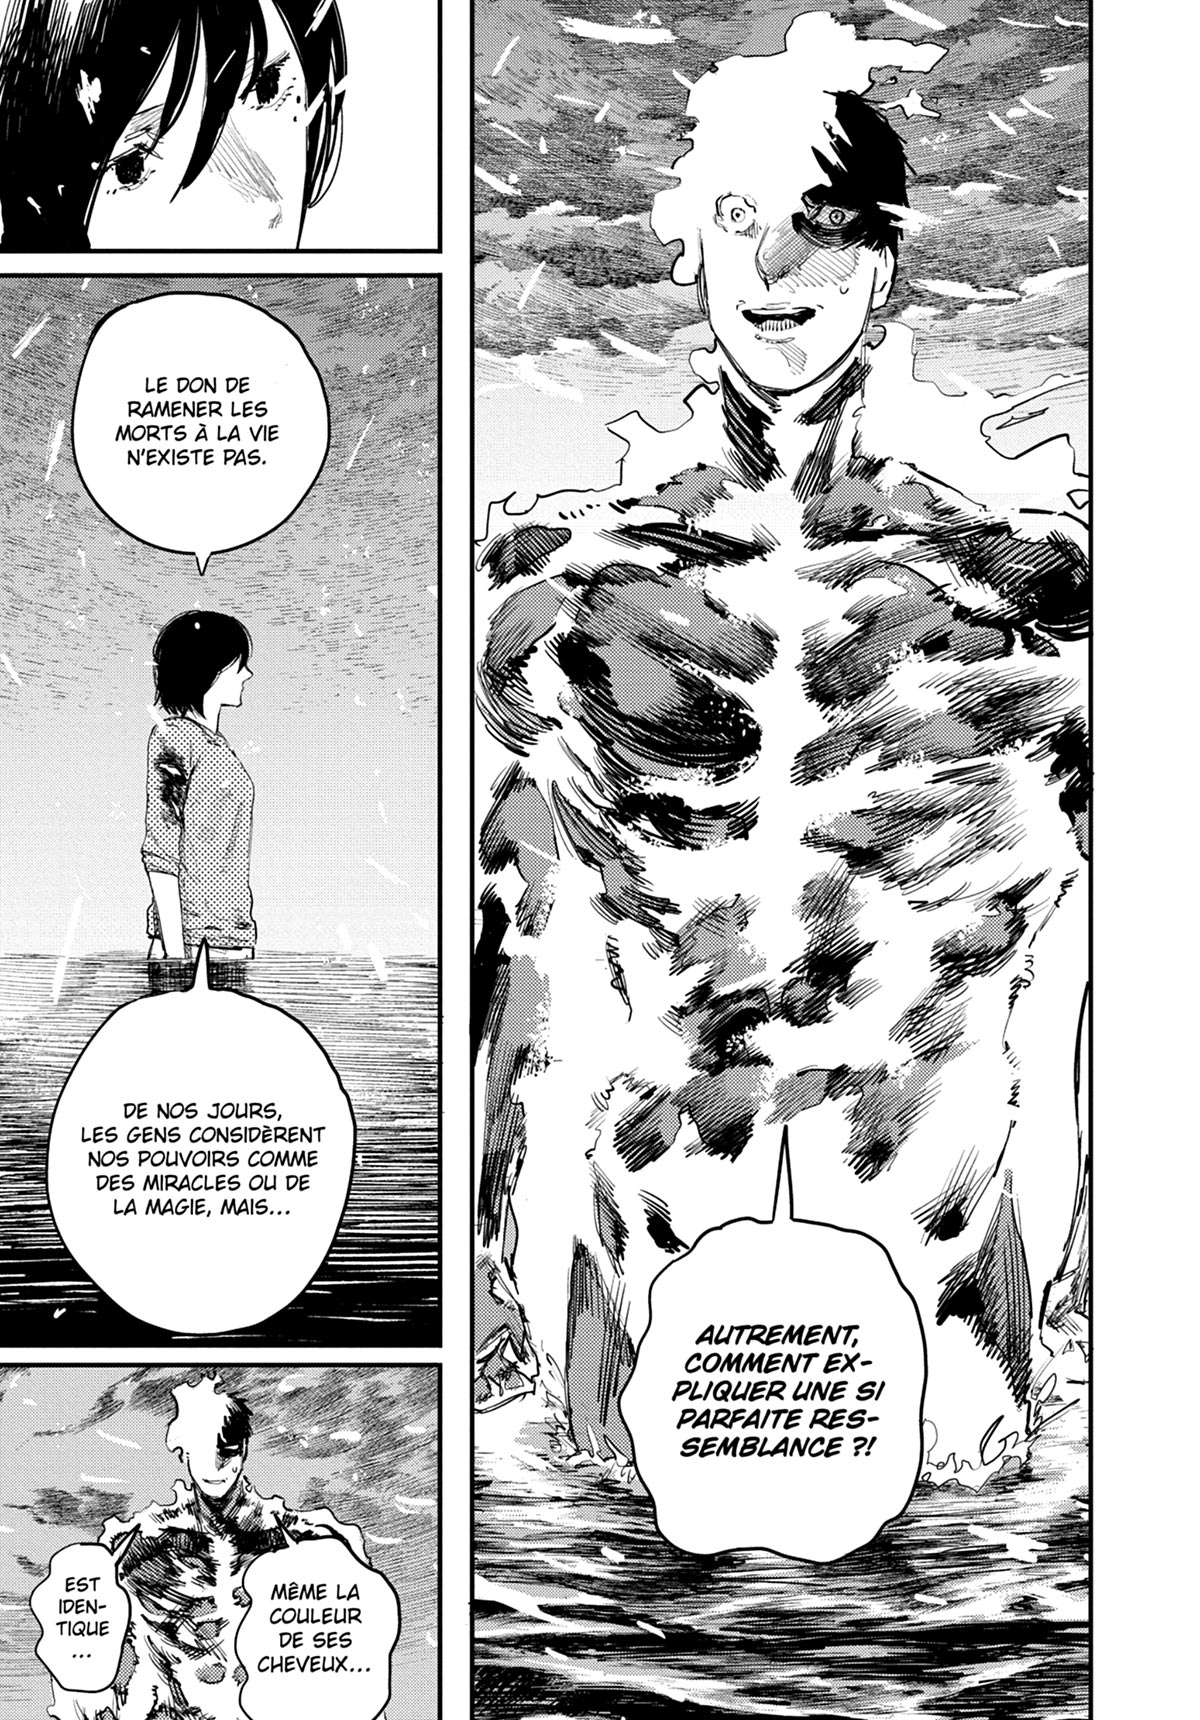 AUTREMENT,
COMMENT EX-
PLIQUER UNE SI
PARFAITE RES-
SEMBLANCE ?!
LE DON DE
RAMENER LES
MORTS À LA VIE
N'EXISTE PAS.
DE NOS JOURS,
LES GENS CONSIDÈRENT
NOS POUVOIRS COMME
DES MIRACLES OU DE
LA MAGIE, MAIS...
MÊME LA
COULEUR
DE SES
CHEVEUX...
EST
IDEN-
TIQUE
...